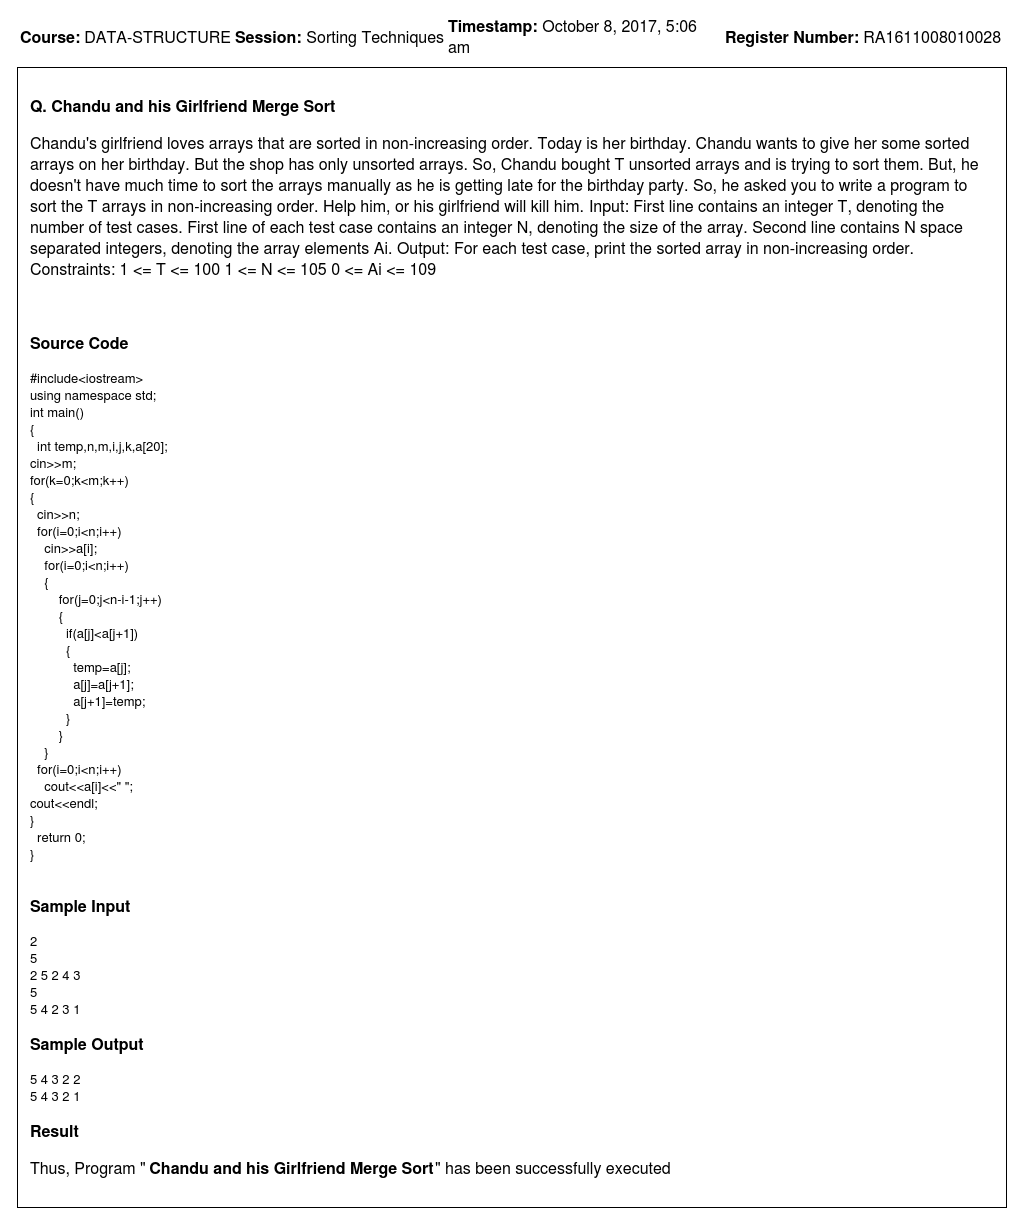 Course: DATA-STRUCTURE Session: Sorting Techniques Timestamp: October 8, 2017, 5:06 am Register Number: RA1611008010028
Q. Chandu and his Girlfriend Merge Sort
Chandu's girlfriend loves arrays that are sorted in non-increasing order. Today is her birthday. Chandu wants to give her some sorted
arrays on her birthday. But the shop has only unsorted arrays. So, Chandu bought T unsorted arrays and is trying to sort them. But, he
doesn't have much time to sort the arrays manually as he is getting late for the birthday party. So, he asked you to write a program to
sort the T arrays in non-increasing order. Help him, or his girlfriend will kill him. Input: First line contains an integer T, denoting the
number of test cases. First line of each test case contains an integer N, denoting the size of the array. Second line contains N space
separated integers, denoting the array elements Ai. Output: For each test case, print the sorted array in non-increasing order.
Constraints: 1 <= T <= 100 1 <= N <= 105 0 <= Ai <= 109
Source Code
#include<iostream>
using namespace std;
int main()
{
  int temp,n,m,i,j,k,a[20];
cin>>m;
for(k=0;k<m;k++)
{
  cin>>n;
  for(i=0;i<n;i++)
    cin>>a[i];
    for(i=0;i<n;i++)
    {
        for(j=0;j<n-i-1;j++)
        {
          if(a[j]<a[j+1])
          {
            temp=a[j];
            a[j]=a[j+1];
            a[j+1]=temp;
          }
        }
    }
  for(i=0;i<n;i++)
    cout<<a[i]<<" ";
cout<<endl;
}
  return 0;
}
Sample Input
2
5
2 5 2 4 3
5
5 4 2 3 1
Sample Output
5 4 3 2 2
5 4 3 2 1
Result
Thus, Program " Chandu and his Girlfriend Merge Sort" has been successfully executed